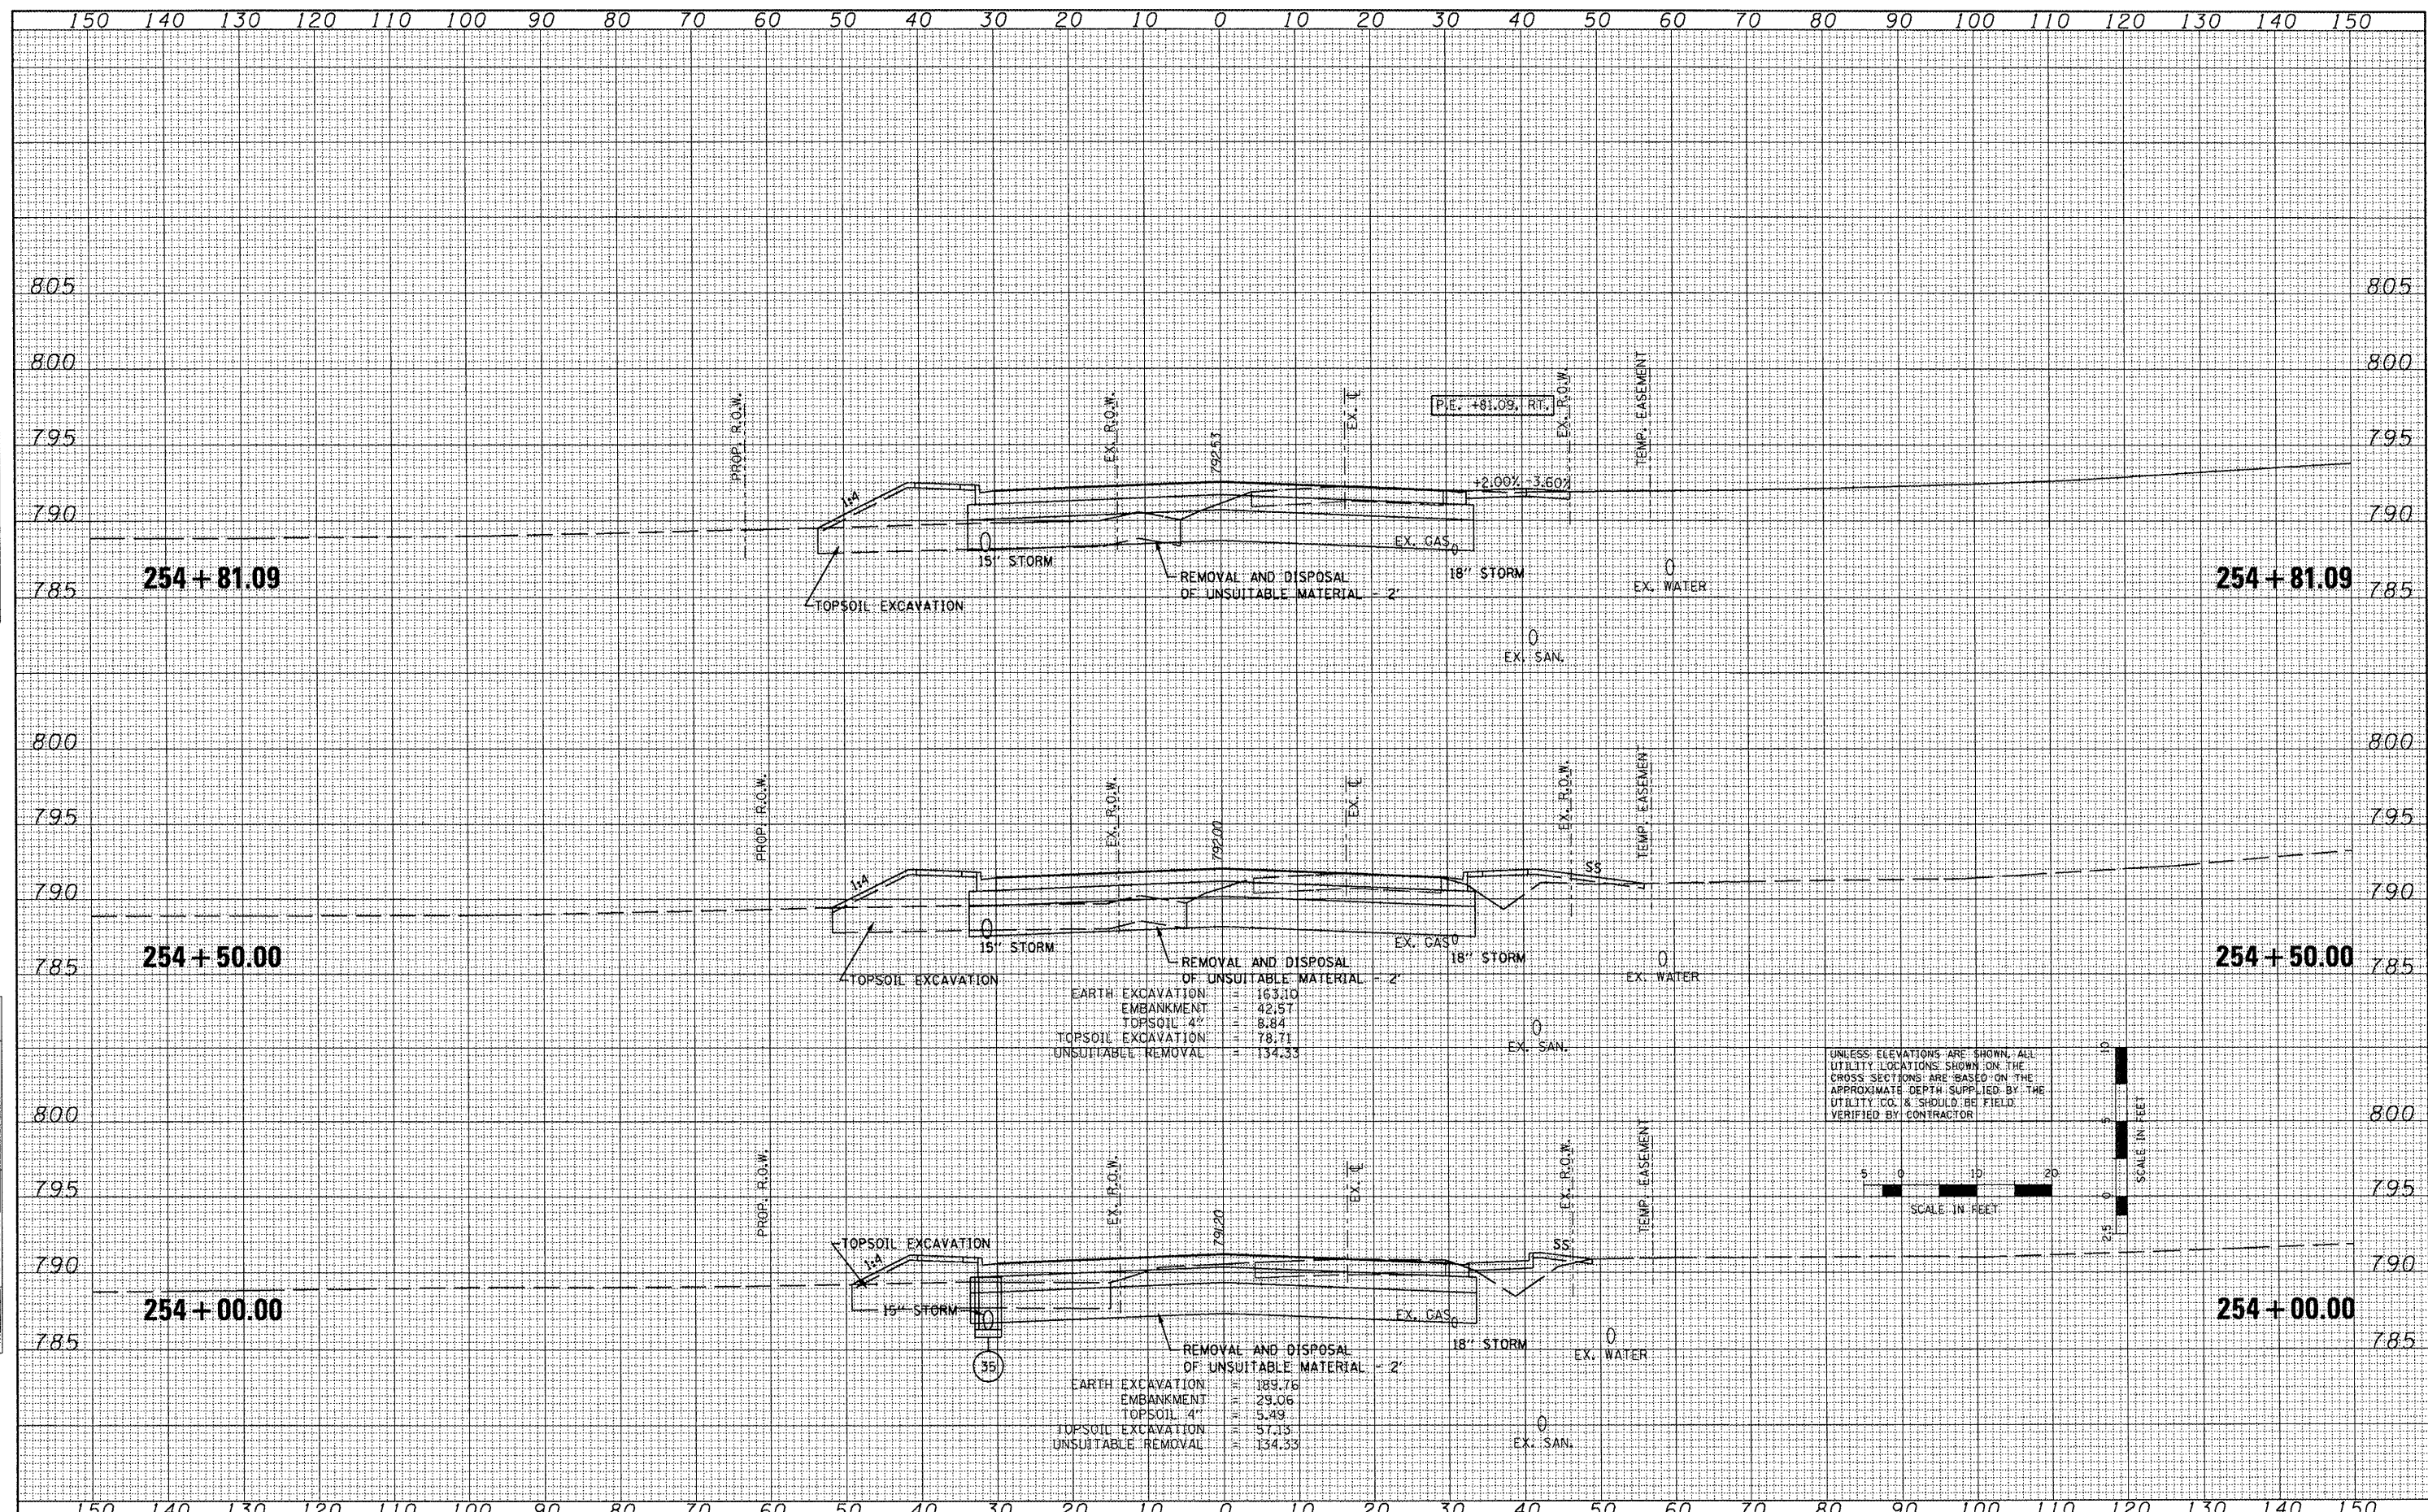 150 140 130 120 110 100 90 80 70 60 50 40 30 20 10 0 10 20 30 40 50 60 70 80 90 100 110 120 130 140 150
805 805
800 800
PROP. R.O.W.
EX. R.O.W.
792.53
EX. ℄
P.E. +81.09, RT.
EX. R.O.W.
TEMP. EASEMENT
795 795
1:4
+2.00% -3.60%
790 790
15" STORM
EX. GAS
18" STORM
254+81.09 254+81.09
REMOVAL AND DISPOSAL
OF UNSUITABLE MATERIAL - 2'
EX. WATER
785 785
TOPSOIL EXCAVATION
EX. SAN.
800 800
PROP. R.O.W.
EX. R.O.W.
792.00
EX. ℄
EX. R.O.W.
TEMP. EASEMENT
795 795
1:4
SS
790 790
15" STORM
EX. GAS
18" STORM
254+50.00 254+50.00
REMOVAL AND DISPOSAL
OF UNSUITABLE MATERIAL - 2'
EX. WATER
785 785
TOPSOIL EXCAVATION
EARTH EXCAVATION = 163.10
EMBANKMENT = 42.57
TOPSOIL 4" = 8.84
TOPSOIL EXCAVATION = 78.71
UNSUITABLE REMOVAL = 134.33
EX. SAN.
UNLESS ELEVATIONS ARE SHOWN, ALL
UTILITY LOCATIONS SHOWN ON THE
CROSS SECTIONS ARE BASED ON THE
APPROXIMATE DEPTH SUPPLIED BY THE
UTILITY CO. & SHOULD BE FIELD
VERIFIED BY CONTRACTOR
10
5
0
2.5
SCALE IN FEET
5 0 10 20
SCALE IN FEET
800 800
PROP. R.O.W.
EX. R.O.W.
791.20
EX. ℄
EX. R.O.W.
TEMP. EASEMENT
795 795
TOPSOIL EXCAVATION
1:4
SS
790 790
254+00.00 254+00.00
15" STORM
EX. GAS
18" STORM
EX. WATER
785 785
35
REMOVAL AND DISPOSAL
OF UNSUITABLE MATERIAL - 2'
EARTH EXCAVATION = 189.76
EMBANKMENT = 29.06
TOPSOIL 4" = 5.49
TOPSOIL EXCAVATION = 57.13
UNSUITABLE REMOVAL = 134.33
EX. SAN.
150 140 130 120 110 100 90 80 70 60 50 40 30 20 10 0 10 20 30 40 50 60 70 80 90 100 110 120 130 140 150